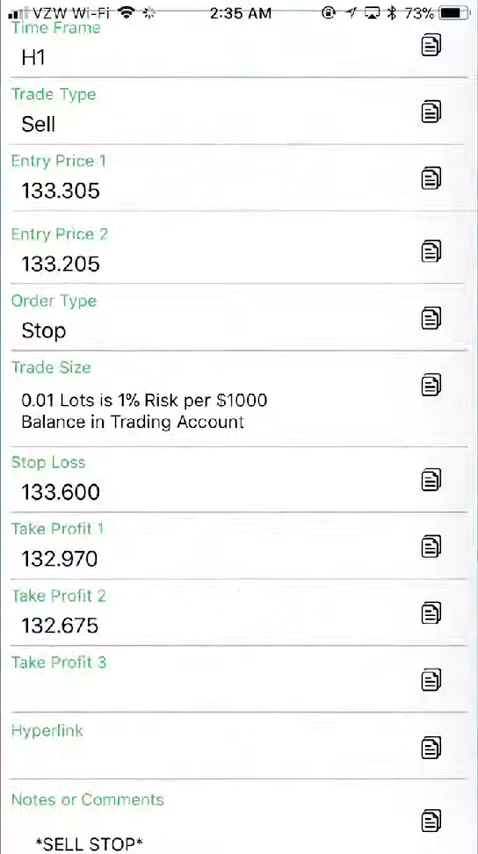 VZW Wi-Fi 2:35 AM 73%
Time Frame
H1
Trade Type
Sell
Entry Price 1
133.305
Entry Price 2
133.205
Order Type
Stop
Trade Size
0.01 Lots is 1% Risk per $1000
Balance in Trading Account
Stop Loss
133.600
Take Profit 1
132.970
Take Profit 2
132.675
Take Profit 3
Hyperlink
Notes or Comments
*SELL STOP*